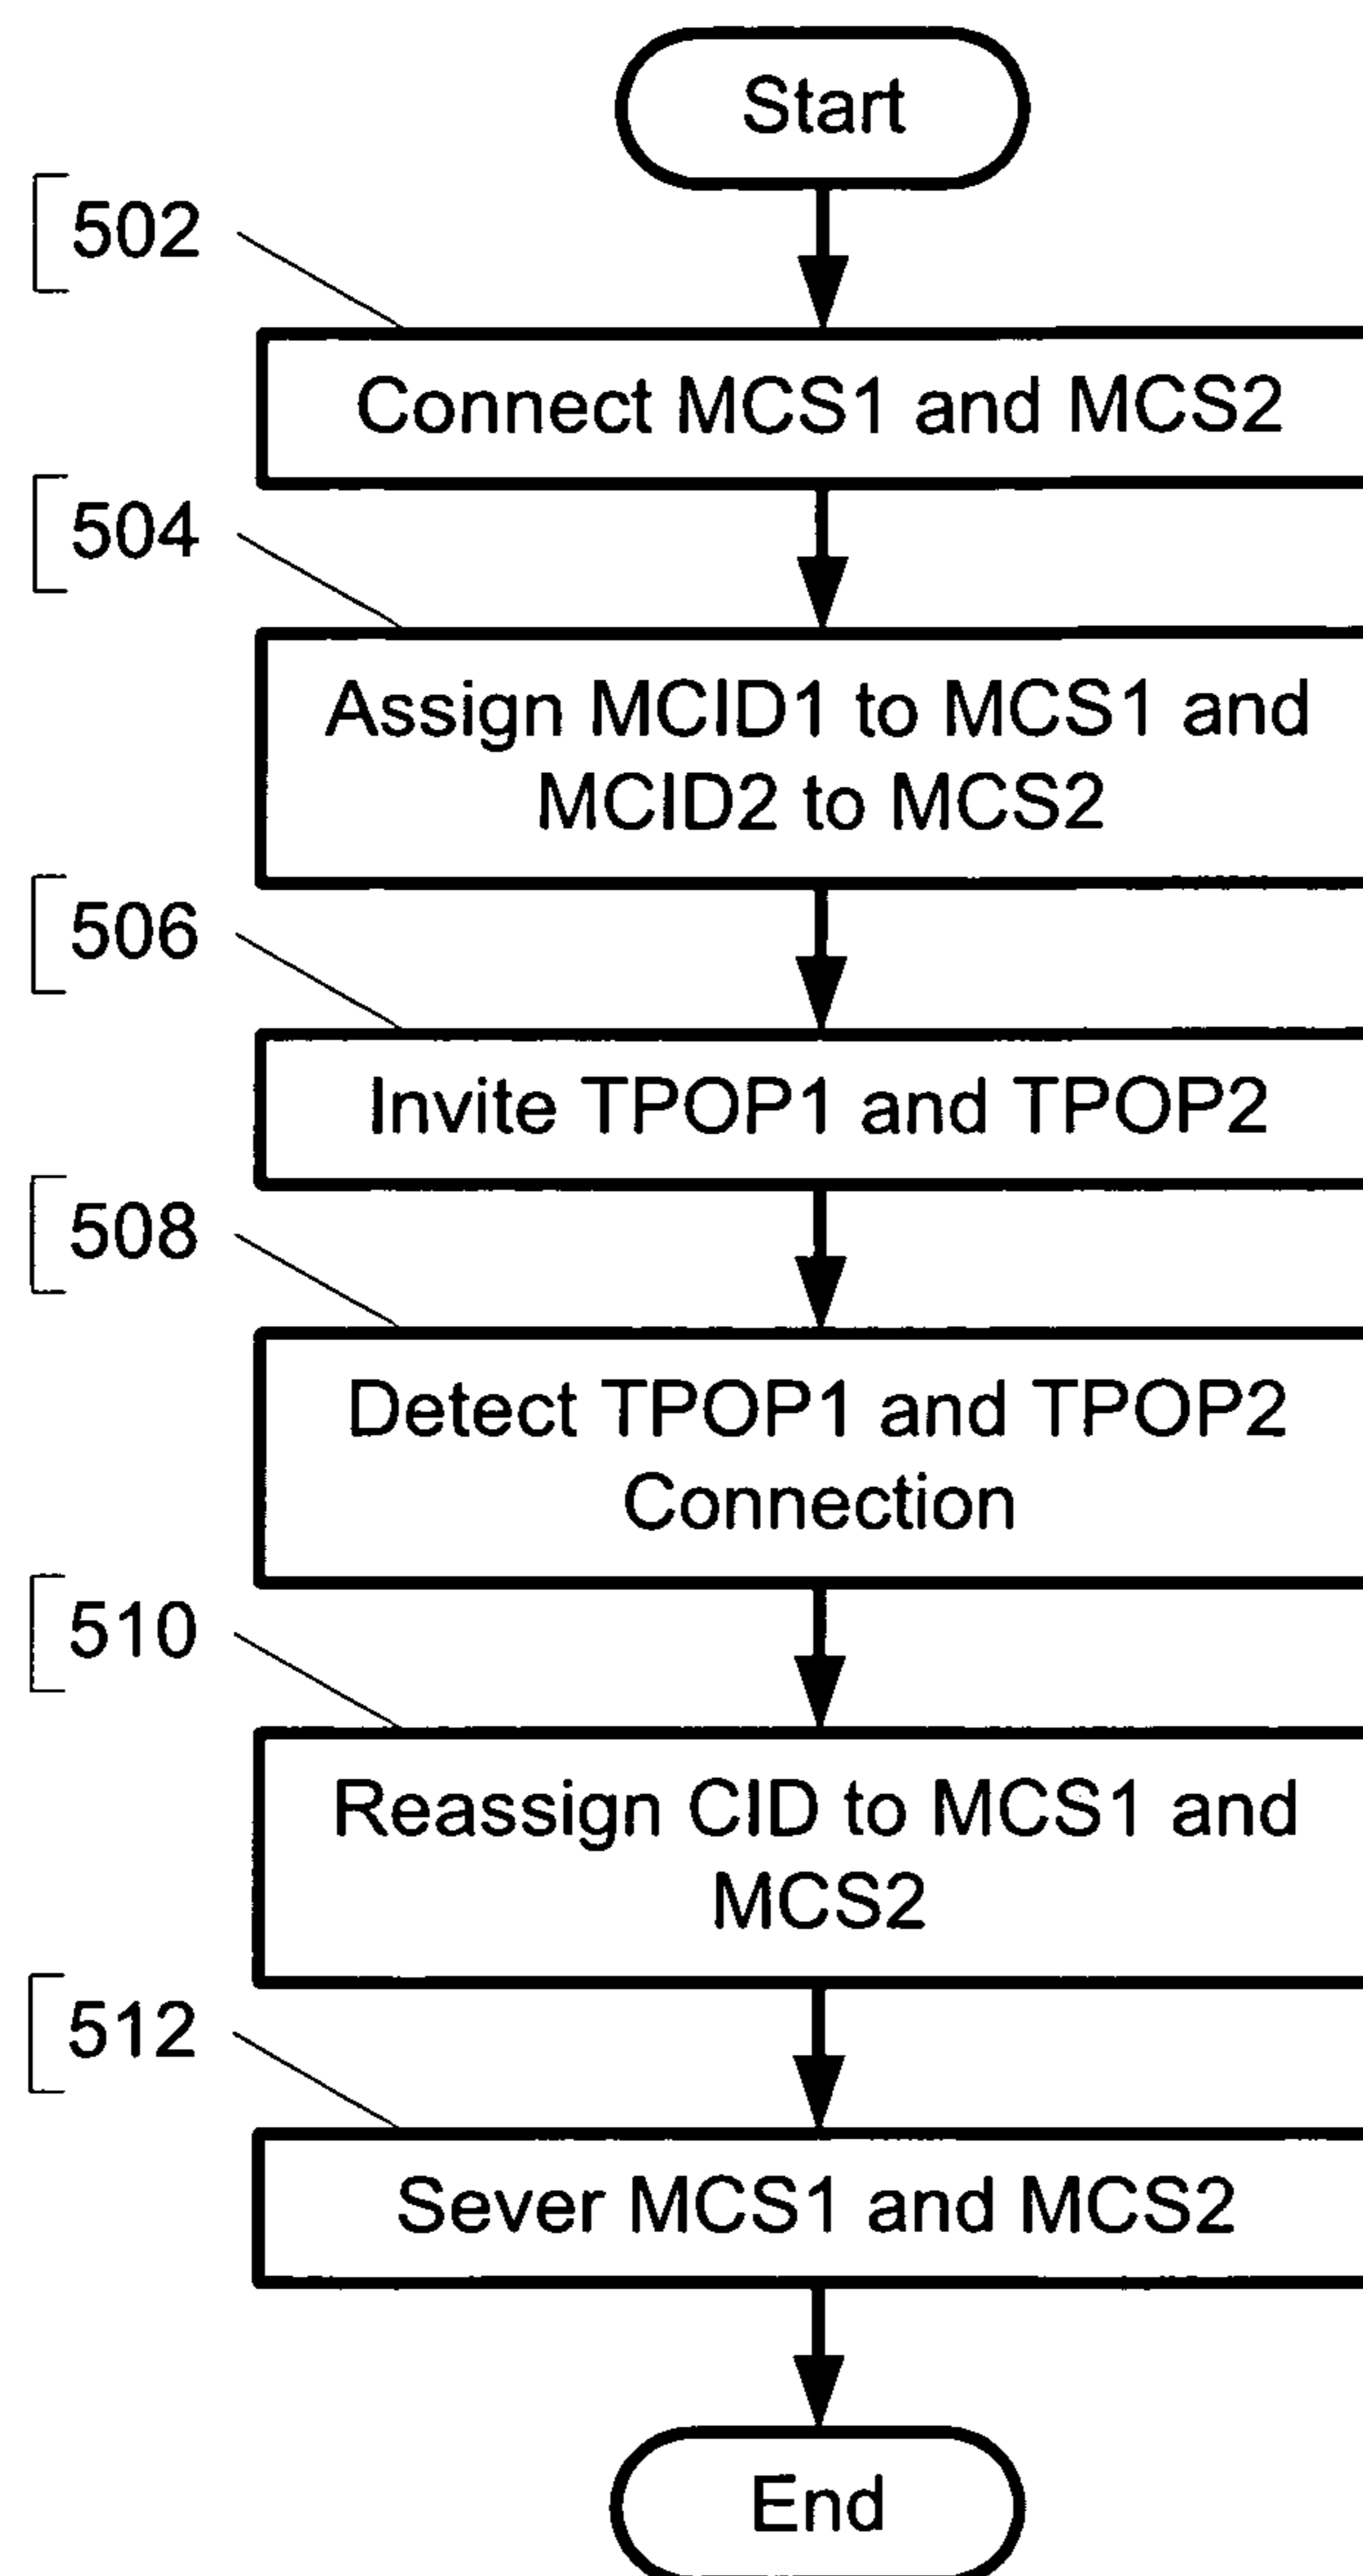 Start
502
Connect MCS1 and MCS2
504
Assign MCID1 to MCS1 and
MCID2 to MCS2
506
Invite TPOP1 and TPOP2
508
Detect TPOP1 and TPOP2
Connection
510
Reassign CID to MCS1 and
MCS2
512
Sever MCS1 and MCS2
End